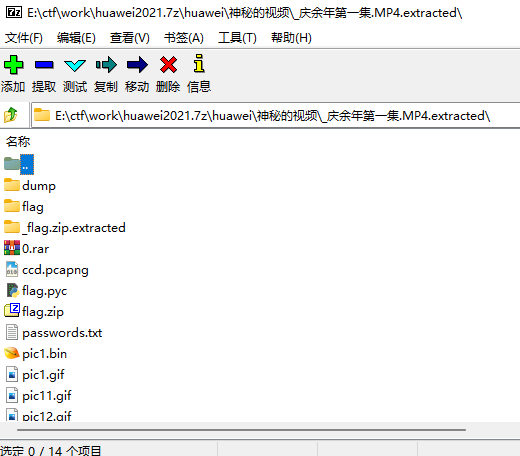 E:\ctf\work\huawei2021.7z\huawei\神秘的视频\_庆余年第一集.MP4.extracted\
文件(F) 编辑(E) 查看(V) 书签(A) 工具(T) 帮助(H)
添加 提取 测试 复制 移动 删除 信息
E:\ctf\work\huawei2021.7z\huawei\神秘的视频\_庆余年第一集.MP4.extracted\
名称
..
dump
flag
_flag.zip.extracted
0.rar
ccd.pcapng
flag.pyc
flag.zip
passwords.txt
pic1.bin
pic1.gif
pic11.gif
pic12.gif
选定 0 / 14 个项目